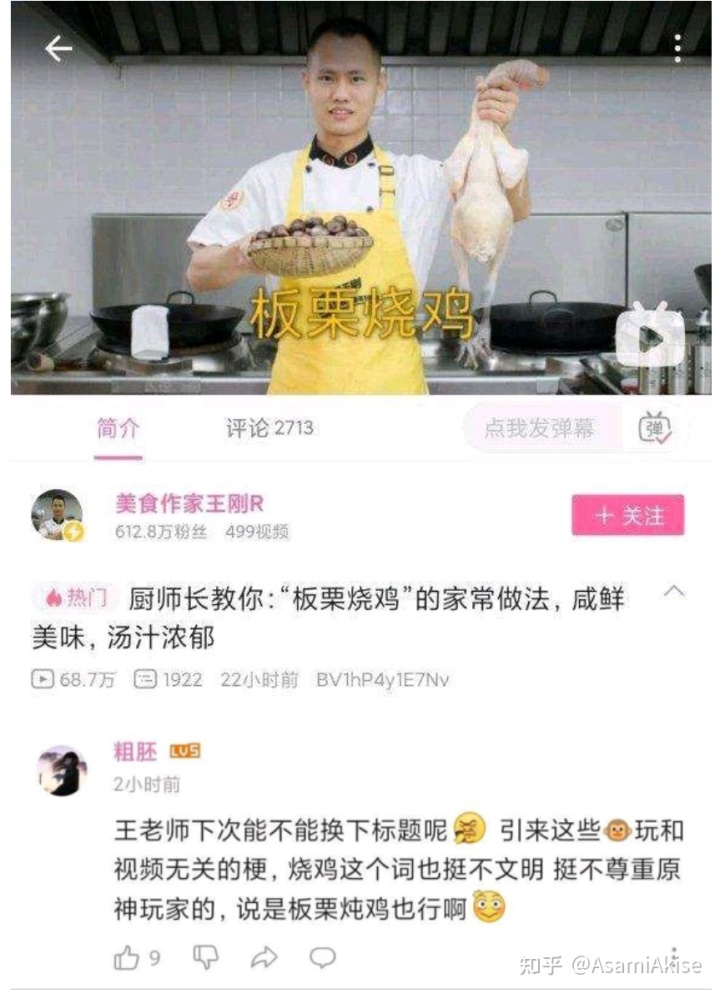 板栗烧鸡
简介
评论 2713
点我发弹幕
弹
美食作家王刚R
612.8万粉丝 499视频
+ 关注
热门 厨师长教你：“板栗烧鸡”的家常做法，咸鲜
美味，汤汁浓郁
68.7万 1922 22小时前 BV1hP4y1E7Nv
粗胚 LV5
2小时前
王老师下次能不能换下标题呢 引来这些🐵玩和
视频无关的梗，烧鸡这个词也挺不文明 挺不尊重原
神玩家的，说是板栗炖鸡也行啊
9
知乎 @AsamiAkise